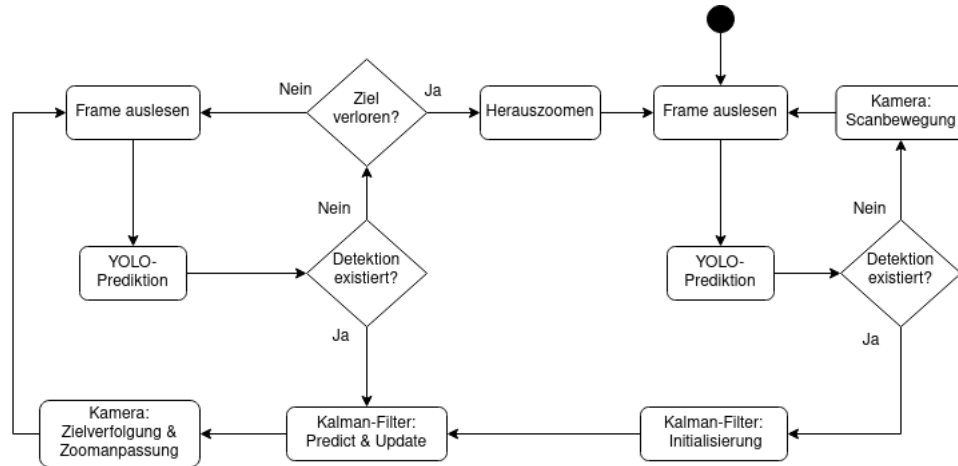 Nein
Ziel
verloren?
Ja
Frame auslesen
Herauszoomen
Frame auslesen
Kamera:
Scanbewegung
Nein
Nein
YOLO-
Prediktion
Detektion
existiert?
YOLO-
Prediktion
Detektion
existiert?
Ja
Ja
Kamera:
Zielverfolgung &
Zoomanpassung
Kalman-Filter:
Predict & Update
Kalman-Filter:
Initialisierung